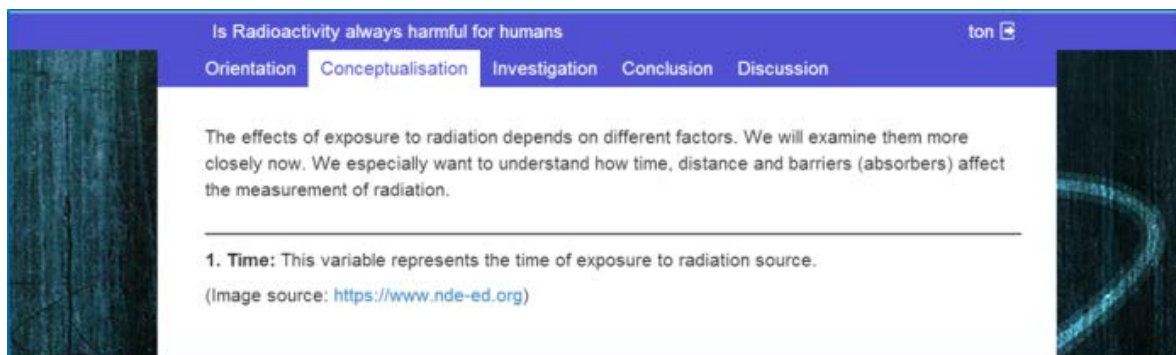 Is Radioactivity always harmful for humans
ton
Orientation Conceptualisation Investigation Conclusion Discussion
The effects of exposure to radiation depends on different factors. We will examine them more
closely now. We especially want to understand how time, distance and barriers (absorbers) affect
the measurement of radiation.
1. Time: This variable represents the time of exposure to radiation source.
(Image source: https://www.nde-ed.org)